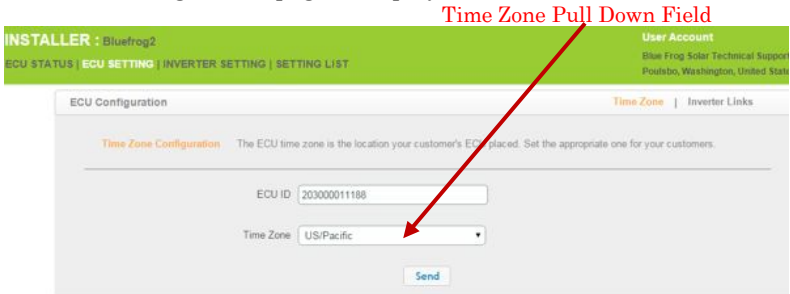 Time Zone Pull Down Field
INSTALLER : Bluefrog2
User Account
Blue Frog Solar Technical Support
ECU STATUS | ECU SETTING | INVERTER SETTING | SETTING LIST
Poulsbo, Washington, United State
ECU Configuration
Time Zone | Inverter Links
Time Zone Configuration The ECU time zone is the location your customer's ECU placed. Set the appropriate one for your customers.
ECU ID 203000011188
Time Zone US/Pacific
Send